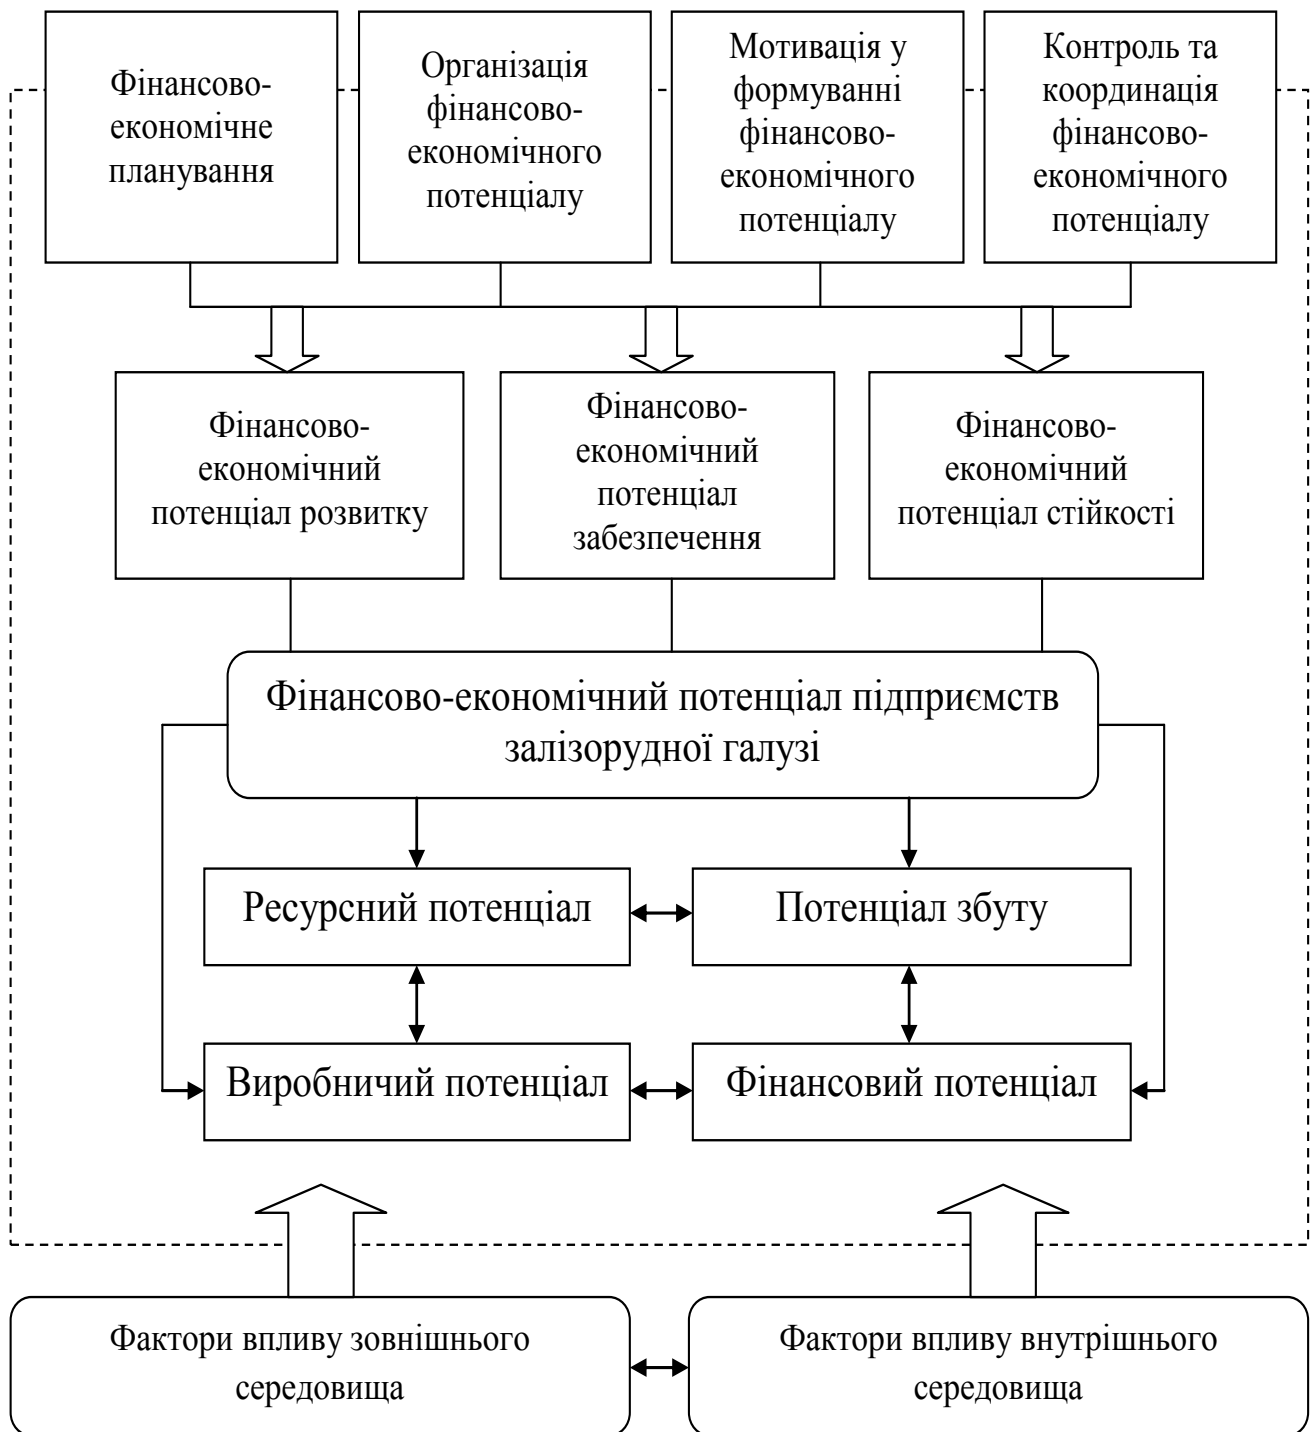 Фінансово-
економічне
планування
Організація
фінансово-
економічного
потенціалу
Мотивація у
формуванні
фінансово-
економічного
потенціалу
Контроль та
координація
фінансово-
економічного
потенціалу
Фінансово-
економічний
потенціал розвитку
Фінансово-
економічний
потенціал
забезпечення
Фінансово-
економічний
потенціал стійкості
Фінансово-економічний потенціал підприємств
залізорудної галузі
Ресурсний потенціал
Потенціал збуту
Виробничий потенціал
Фінансовий потенціал
Фактори впливу зовнішнього
середовища
Фактори впливу внутрішнього
середовища